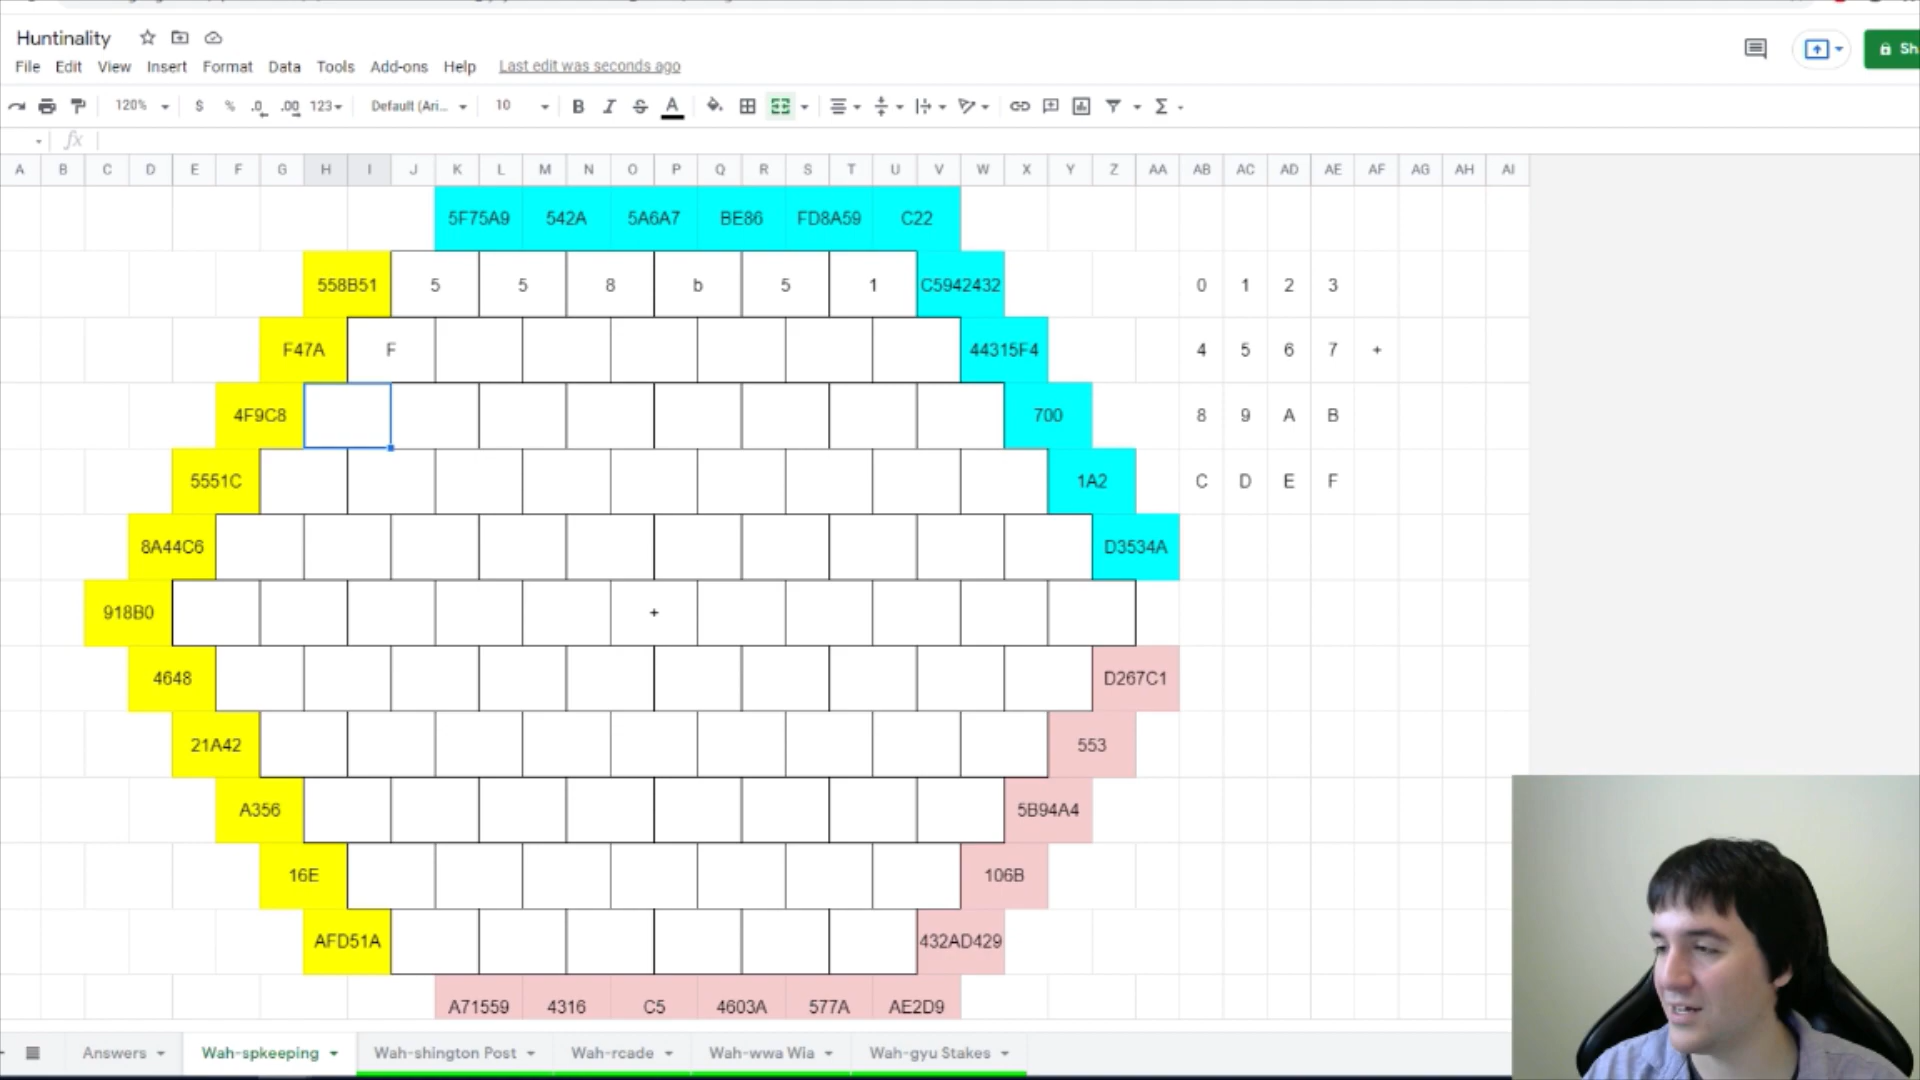 Huntinality
File Edit View Insert Format Data Tools Add-ons Help Last edit was seconds ago
120% $ % .0 .00 123 Default (Ari... 10 B I S A Σ
fx
A B C D E F G H I J K L M N O P Q R S T U V W X Y Z AA AB AC AD AE AF AG AH AI
5F75A9 542A 5A6A7 BE86 FD8A59 C22
558B51 5 5 8 b 5 1 C5942432 0 1 2 3
F47A F 44315F4 4 5 6 7 +
4F9C8 700 8 9 A B
5551C 1A2 C D E F
8A44C6 D3534A
918B0 +
4648 D267C1
21A42 553
A356 5B94A4
16E 106B
AFD51A 432AD429
A71559 4316 C5 4603A 577A AE2D9
Answers Wah-spkeeping Wah-shington Post Wah-rcade Wah-wwa Wia Wah-gyu Stakes